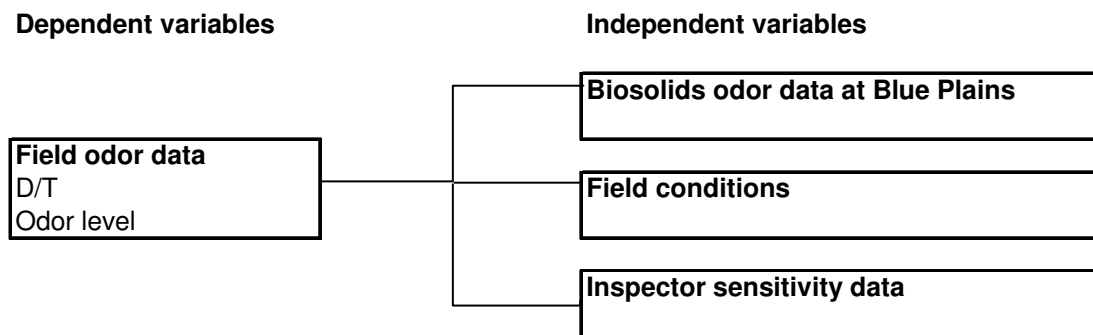 Dependent variables
Independent variables
Biosolids odor data at Blue Plains
Field odor data
D/T
Odor level
Field conditions
Inspector sensitivity data